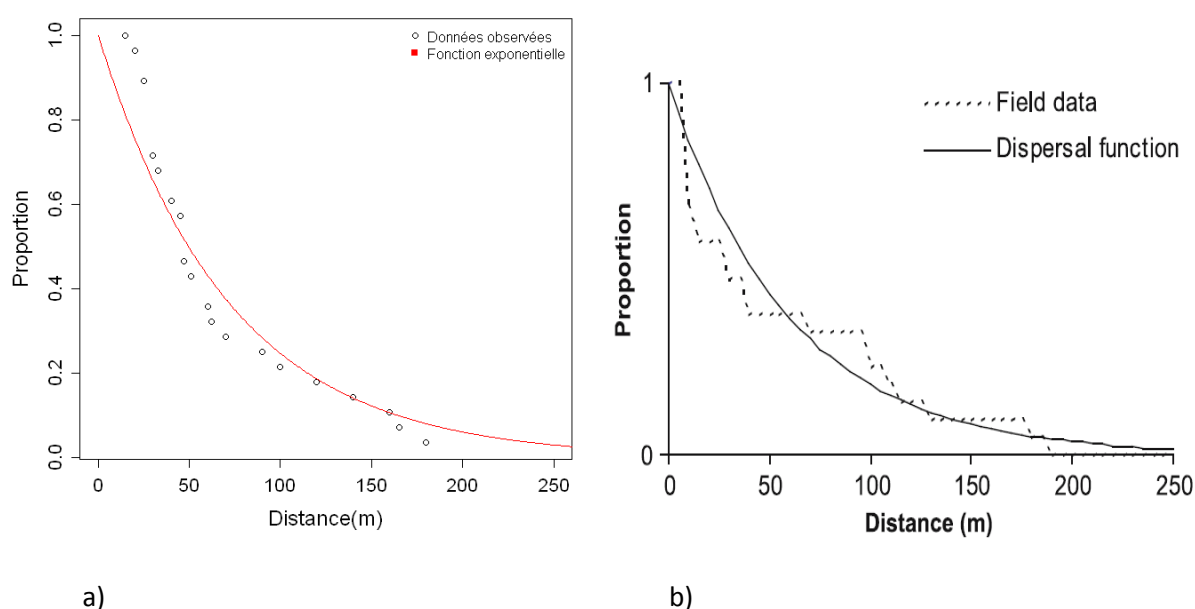 Données observées
Fonction exponentielle
Proportion
0.0 0.2 0.4 0.6 0.8 1.0
0 50 100 150 200 250
Distance(m)
a)
Field data
Dispersal function
Proportion
1
0
0 50 100 150 200 250
Distance (m)
b)